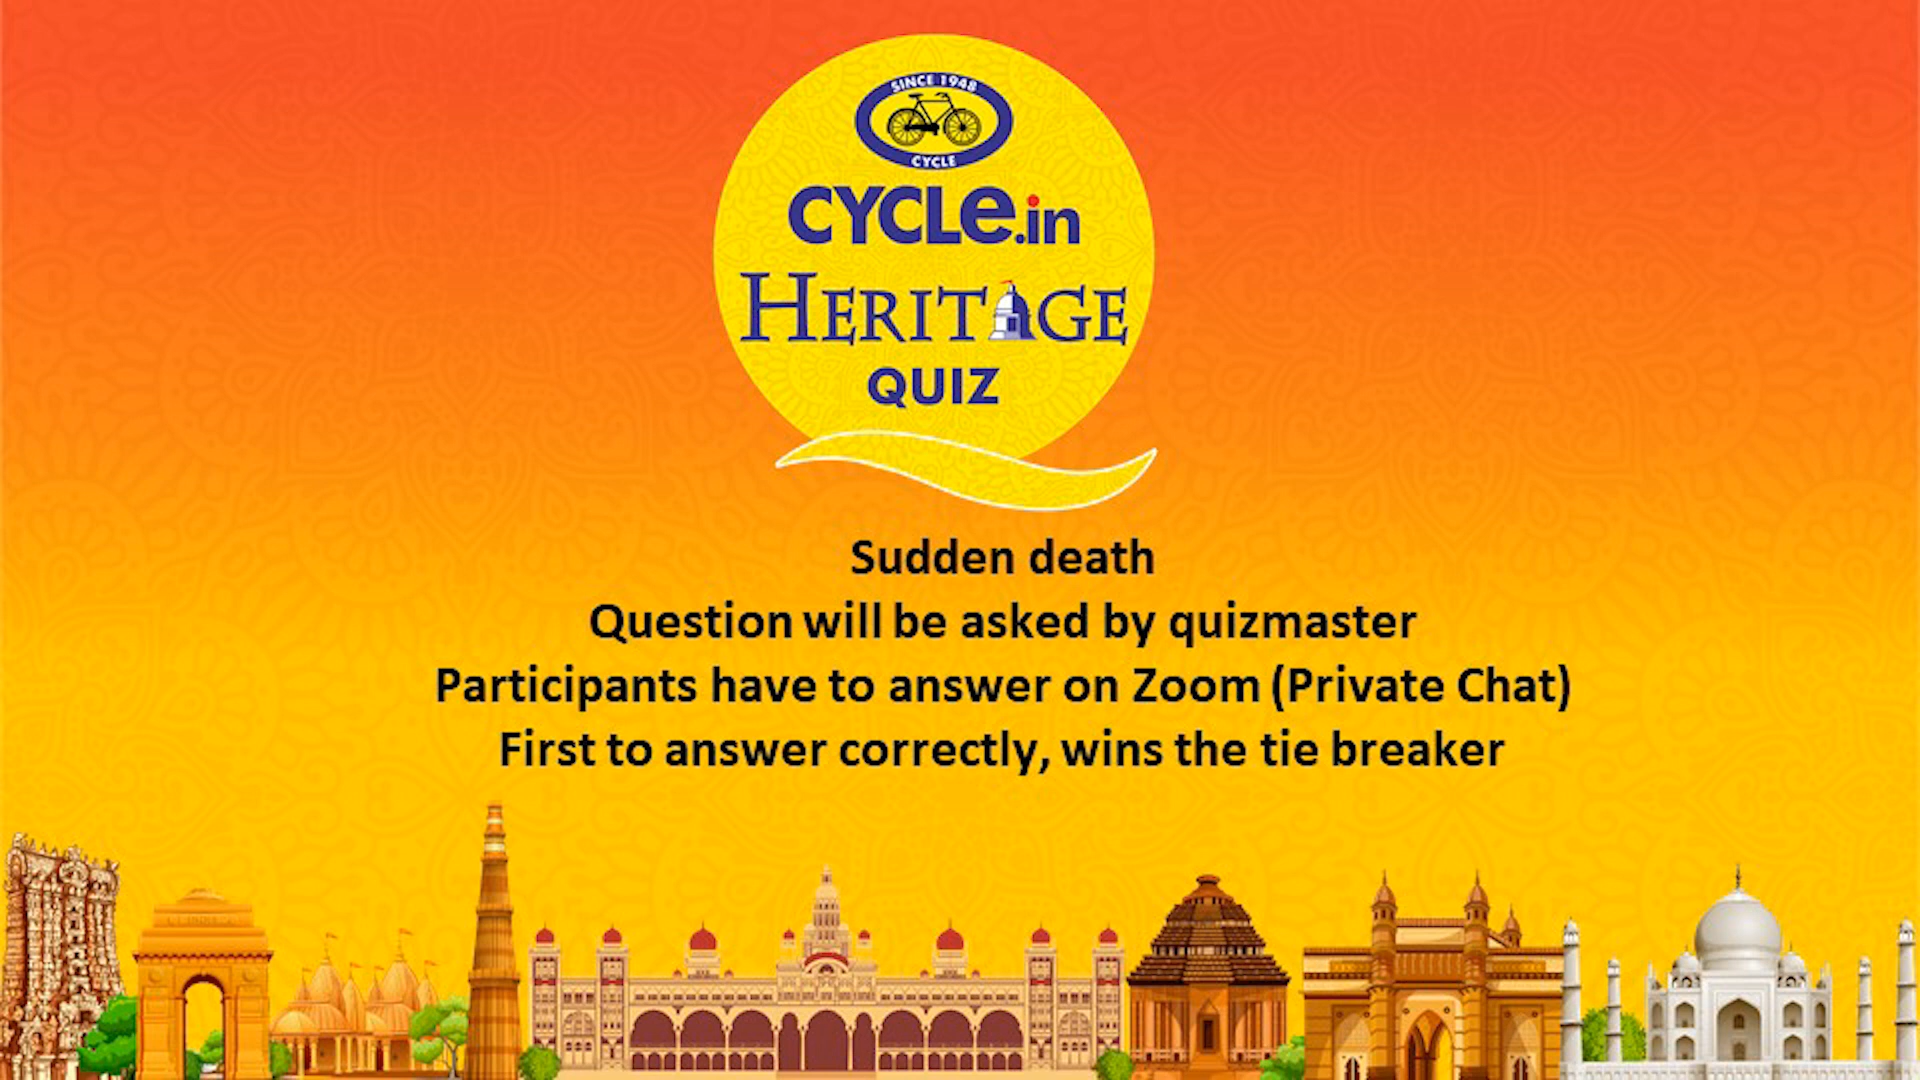 SINCE 1948
CYCLE
CYCLe.in
HERITAGE
QUIZ
Sudden death
Question will be asked by quizmaster
Participants have to answer on Zoom (Private Chat)
First to answer correctly, wins the tie breaker